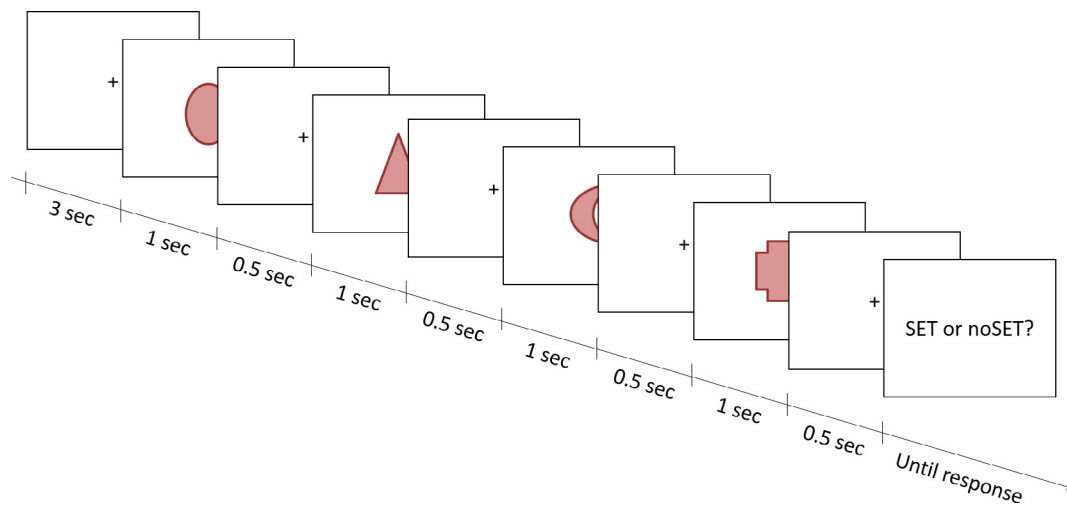 +
+
+
+
+
SET or noSET?
3 sec
1 sec
0.5 sec
1 sec
0.5 sec
1 sec
0.5 sec
1 sec
0.5 sec
Until response